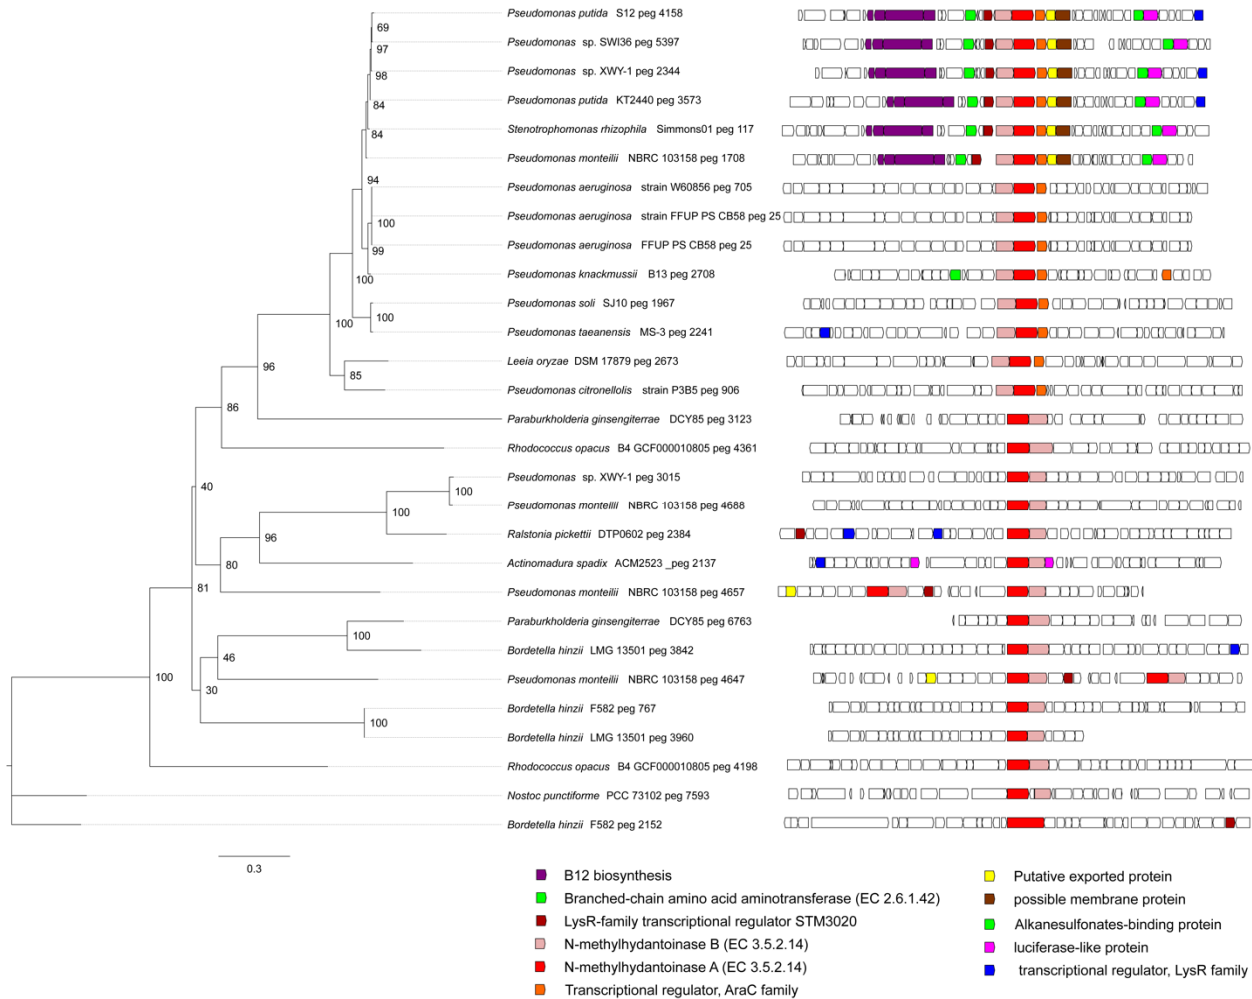 Pseudomonas putida S12 peg 4158
69
Pseudomonas sp. SWI36 peg 5397
97
Pseudomonas sp. XWY-1 peg 2344
98
Pseudomonas putida KT2440 peg 3573
84
Stenotrophomonas rhizophila Simmons01 peg 117
84
Pseudomonas monteilii NBRC 103158 peg 1708
94
Pseudomonas aeruginosa strain W60856 peg 705
Pseudomonas aeruginosa strain FFUP PS CB58 peg 25
100
Pseudomonas aeruginosa FFUP PS CB58 peg 25
99
Pseudomonas knackmussii B13 peg 2708
100
Pseudomonas soli SJ10 peg 1967
100
100
Pseudomonas taeanensis MS-3 peg 2241
Leeia oryzae DSM 17879 peg 2673
96
85
Pseudomonas citronellolis strain P3B5 peg 906
86
Paraburkholderia ginsengiterrae DCY85 peg 3123
Rhodococcus opacus B4 GCF000010805 peg 4361
Pseudomonas sp. XWY-1 peg 3015
40
100
Pseudomonas monteilii NBRC 103158 peg 4688
100
Ralstonia pickettii DTP0602 peg 2384
96
Actinomadura spadix ACM2523 _peg 2137
80
81
Pseudomonas monteilii NBRC 103158 peg 4657
Paraburkholderia ginsengiterrae DCY85 peg 6763
100
Bordetella hinzii LMG 13501 peg 3842
46
100
Pseudomonas monteilii NBRC 103158 peg 4647
30
Bordetella hinzii F582 peg 767
100
Bordetella hinzii LMG 13501 peg 3960
Rhodococcus opacus B4 GCF000010805 peg 4198
Nostoc punctiforme PCC 73102 peg 7593
Bordetella hinzii F582 peg 2152
0.3
B12 biosynthesis
Branched-chain amino acid aminotransferase (EC 2.6.1.42)
LysR-family transcriptional regulator STM3020
N-methylhydantoinase B (EC 3.5.2.14)
N-methylhydantoinase A (EC 3.5.2.14)
Transcriptional regulator, AraC family
Putative exported protein
possible membrane protein
Alkanesulfonates-binding protein
luciferase-like protein
transcriptional regulator, LysR family